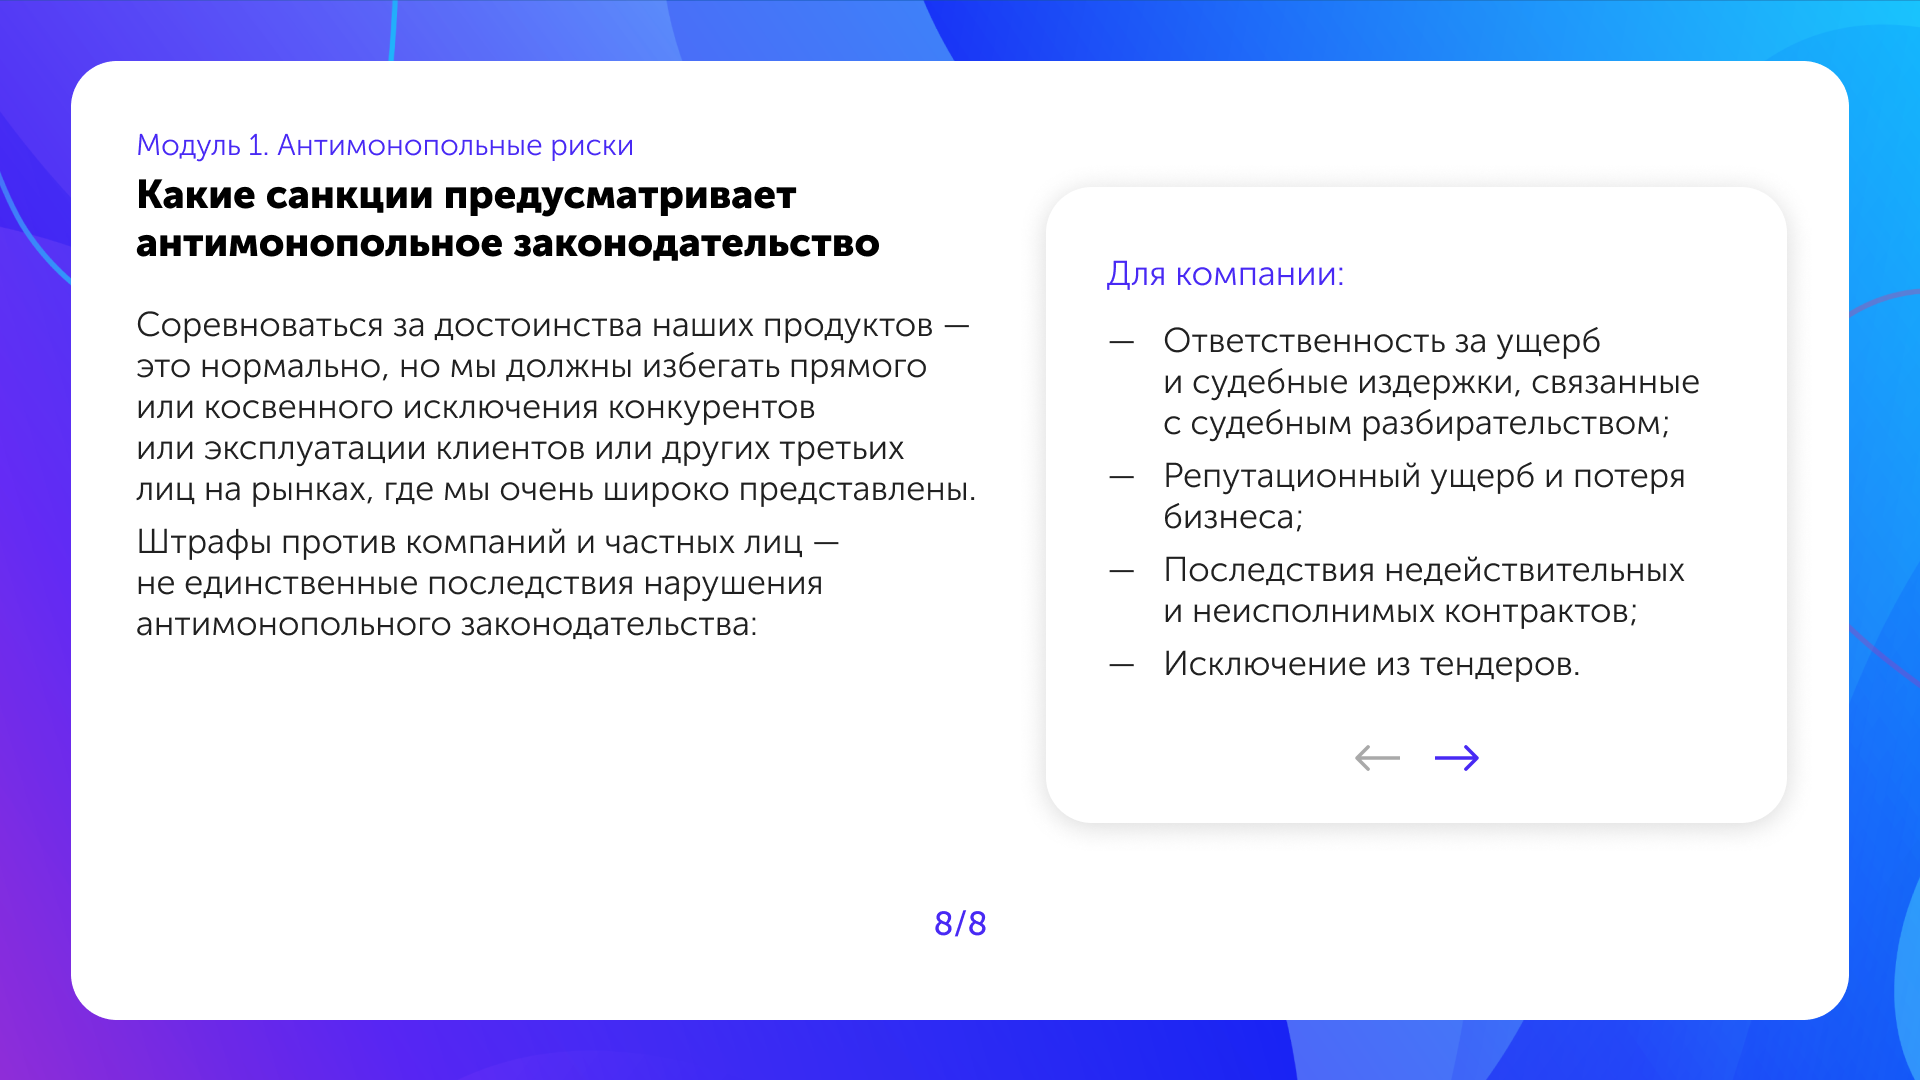 Модуль 1. Антимонопольные риски
Какие санкции предусматривает
антимонопольное законодательство
Соревноваться за достоинства наших продуктов —
это нормально, но мы должны избегать прямого
или косвенного исключения конкурентов
или эксплуатации клиентов или других третьих
лиц на рынках, где мы очень широко представлены.
Штрафы против компаний и частных лиц —
не единственные последствия нарушения
антимонопольного законодательства:
Для компании:
— Ответственность за ущерб
и судебные издержки, связанные
с судебным разбирательством;
— Репутационный ущерб и потеря
бизнеса;
— Последствия недействительных
и неисполнимых контрактов;
— Исключение из тендеров.
8/8